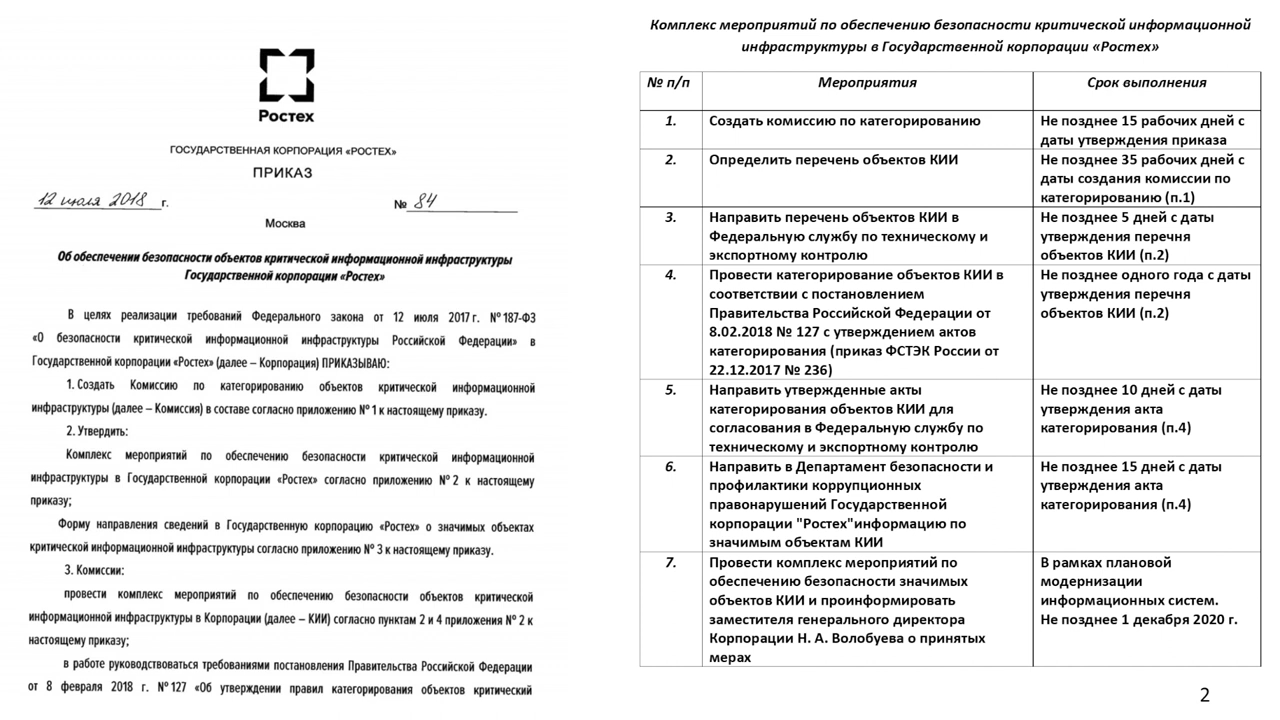 Ростех
ГОСУДАРСТВЕННАЯ КОРПОРАЦИЯ «РОСТЕХ»
ПРИКАЗ
12 июля 2018 г.
№ 84
Москва
Об обеспечении безопасности объектов критической информационной инфраструктуры
Государственной корпорации «Ростех»
В целях реализации требований Федерального закона от 12 июля 2017 г. № 187-ФЗ
«О безопасности критической информационной инфраструктуры Российской Федерации» в
Государственной корпорации «Ростех» (далее – Корпорация) ПРИКАЗЫВАЮ:
1. Создать Комиссию по категорированию объектов критической информационной
инфраструктуры (далее – Комиссия) в составе согласно приложению № 1 к настоящему приказу.
2. Утвердить:
Комплекс мероприятий по обеспечению безопасности критической информационной
инфраструктуры в Государственной корпорации «Ростех» согласно приложению № 2 к настоящему
приказу;
Форму направления сведений в Государственную корпорацию «Ростех» о значимых объектах
критической информационной инфраструктуры согласно приложению № 3 к настоящему приказу.
3. Комиссии:
провести комплекс мероприятий по обеспечению безопасности объектов критической
информационной инфраструктуры в Корпорации (далее – КИИ) согласно пунктам 2 и 4 приложения № 2 к
настоящему приказу;
в работе руководствоваться требованиями постановления Правительства Российской Федерации
от 8 февраля 2018 г. № 127 «Об утверждении правил категорирования объектов критический
Комплекс мероприятий по обеспечению безопасности критической информационной
инфраструктуры в Государственной корпорации «Ростех»
№ п/п Мероприятия Срок выполнения
1. Создать комиссию по категорированию Не позднее 15 рабочих дней с
даты утверждения приказа
2. Определить перечень объектов КИИ Не позднее 35 рабочих дней с
даты создания комиссии по
категорированию (п.1)
3. Направить перечень объектов КИИ в Не позднее 5 дней с даты
Федеральную службу по техническому и утверждения перечня
экспортному контролю объектов КИИ (п.2)
4. Провести категорирование объектов КИИ в Не позднее одного года с даты
соответствии с постановлением утверждения перечня
Правительства Российской Федерации от объектов КИИ (п.2)
8.02.2018 № 127 с утверждением актов
категорирования (приказ ФСТЭК России от
22.12.2017 № 236)
5. Направить утвержденные акты Не позднее 10 дней с даты
категорирования объектов КИИ для утверждения акта
согласования в Федеральную службу по категорирования (п.4)
техническому и экспортному контролю
6. Направить в Департамент безопасности и Не позднее 15 дней с даты
профилактики коррупционных утверждения акта
правонарушений Государственной категорирования (п.4)
корпорации "Ростех"информацию по
значимым объектам КИИ
7. Провести комплекс мероприятий по В рамках плановой
обеспечению безопасности значимых модернизации
объектов КИИ и проинформировать информационных систем.
заместителя генерального директора Не позднее 1 декабря 2020 г.
Корпорации Н. А. Волобуева о принятых
мерах
2